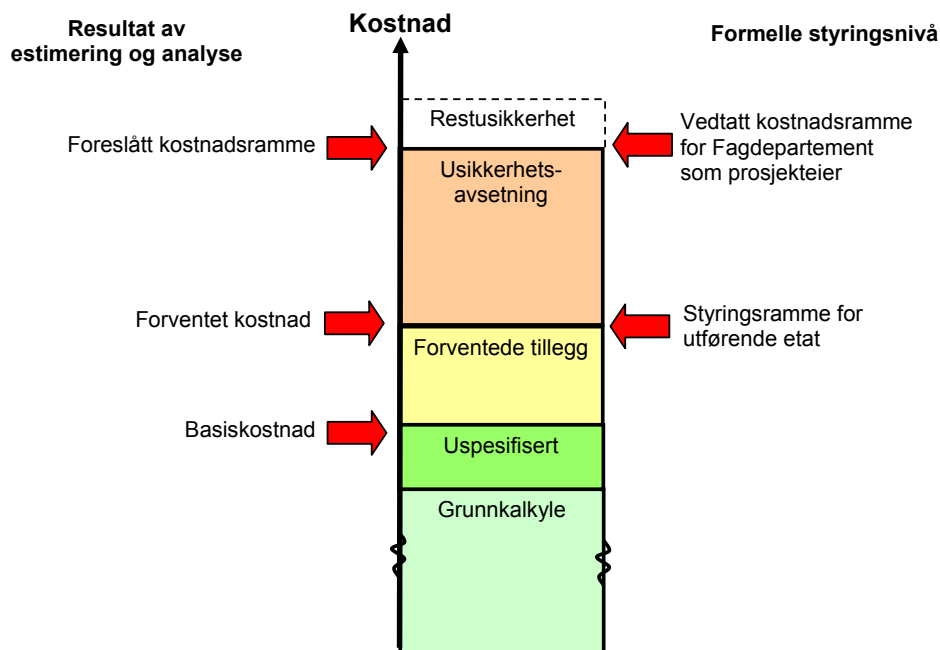 Resultat av
estimering og analyse
Kostnad
Formelle styringsnivå
Restusikkerhet
Foreslått kostnadsramme
Vedtatt kostnadsramme
for Fagdepartement
som prosjekteier
Usikkerhets-
avsetning
Forventet kostnad
Styringsramme for
utførende etat
Forventede tillegg
Basiskostnad
Uspesifisert
Grunnkalkyle